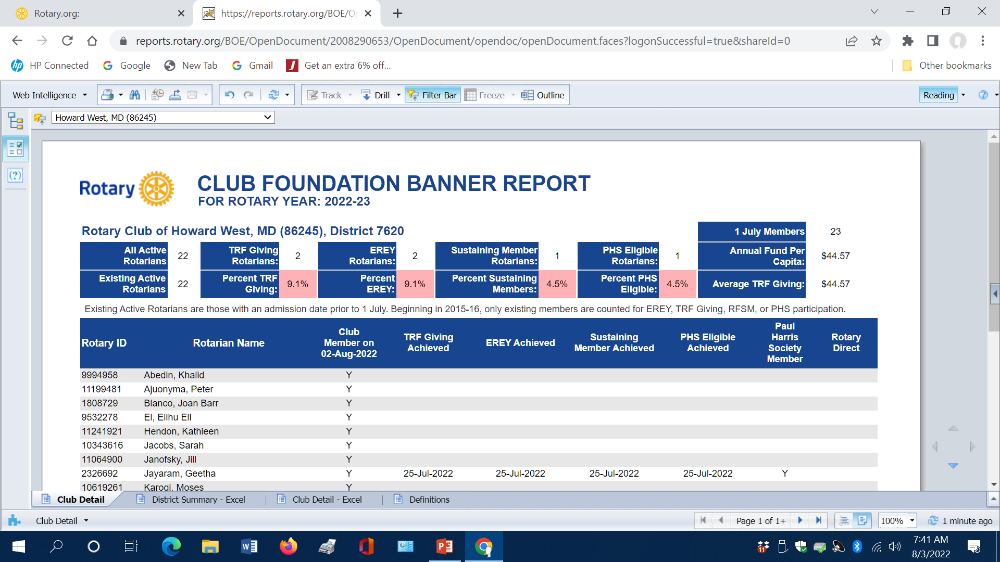 Rotary.org:
https://reports.rotary.org/BOE/O
reports.rotary.org/BOE/OpenDocument/2008290653/OpenDocument/opendoc/openDocument.faces?logonSuccessful=true&shareId=0
HP Connected Google New Tab Gmail Get an extra 6% off... Other bookmarks
Web Intelligence Track Drill Filter Bar Freeze Outline Reading
Howard West, MD (86245)
Rotary
CLUB FOUNDATION BANNER REPORT
FOR ROTARY YEAR: 2022-23
Rotary Club of Howard West, MD (86245), District 7620
1 July Members 23
All Active Rotarians 22 TRF Giving Rotarians: 2 EREY Rotarians: 2 Sustaining Member Rotarians: 1 PHS Eligible Rotarians: 1 Annual Fund Per Capita: $44.57
Existing Active Rotarians 22 Percent TRF Giving: 9.1% Percent EREY: 9.1% Percent Sustaining Members: 4.5% Percent PHS Eligible: 4.5% Average TRF Giving: $44.57
Existing Active Rotarians are those with an admission date prior to 1 July. Beginning in 2015-16, only existing members are counted for EREY, TRF Giving, RFSM, or PHS participation.
Rotary ID Rotarian Name Club Member on 02-Aug-2022 TRF Giving Achieved EREY Achieved Sustaining Member Achieved PHS Eligible Achieved Paul Harris Society Member Rotary Direct
9994958 Abedin, Khalid Y
11199481 Ajuonyma, Peter Y
1808729 Blanco, Joan Barr Y
9532278 El, Elihu Eli Y
11241921 Hendon, Kathleen Y
10343616 Jacobs, Sarah Y
11064900 Janofsky, Jill Y
2326692 Jayaram, Geetha Y 25-Jul-2022 25-Jul-2022 25-Jul-2022 25-Jul-2022 Y
10619261 Karogi, Moses Y
Club Detail District Summary - Excel Club Detail - Excel Definitions
Club Detail Page 1 of 1+ 100% 1 minute ago
7:41 AM
8/3/2022